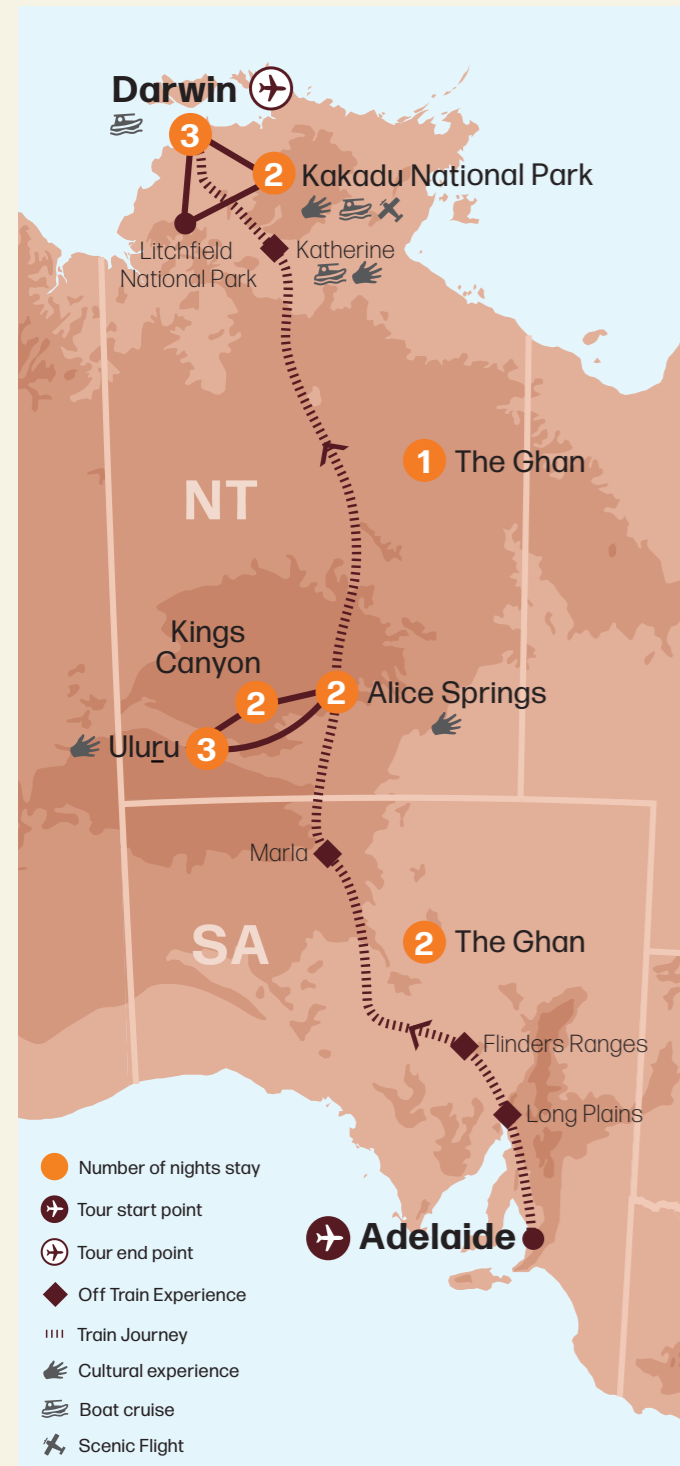 Darwin
3
2
Kakadu National Park
Litchfield
National Park
Katherine
1
The Ghan
NT
Kings
Canyon
2
2
Alice Springs
Uluṟu
3
Marla
SA
2
The Ghan
Flinders Ranges
Long Plains
Adelaide
Number of nights stay
Tour start point
Tour end point
Off Train Experience
Train Journey
Cultural experience
Boat cruise
Scenic Flight